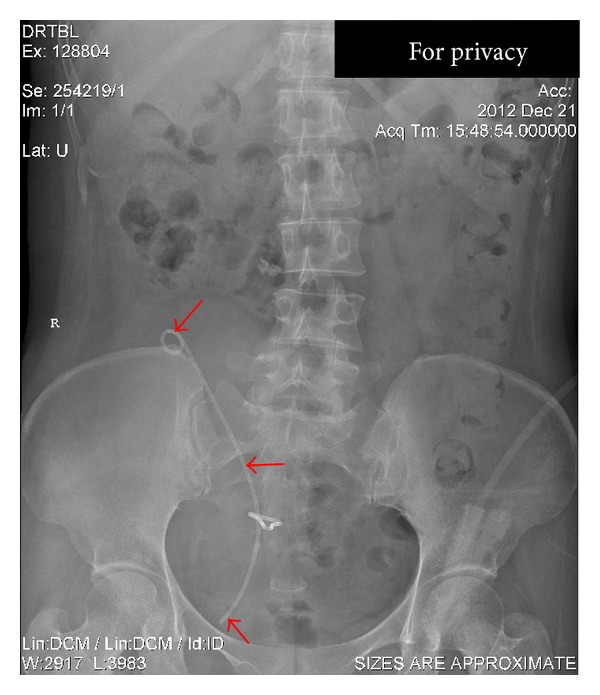 DRTBL
For privacy
Ex: 128804
Se: 254219/1
Acc:
Im: 1/1
2012 Dec 21
Acq Tm: 15:48:54.000000
Lat: U
R
Lin:DCM / Lin:DCM / Id:ID
W:2917 L:3983
SIZES ARE APPROXIMATE